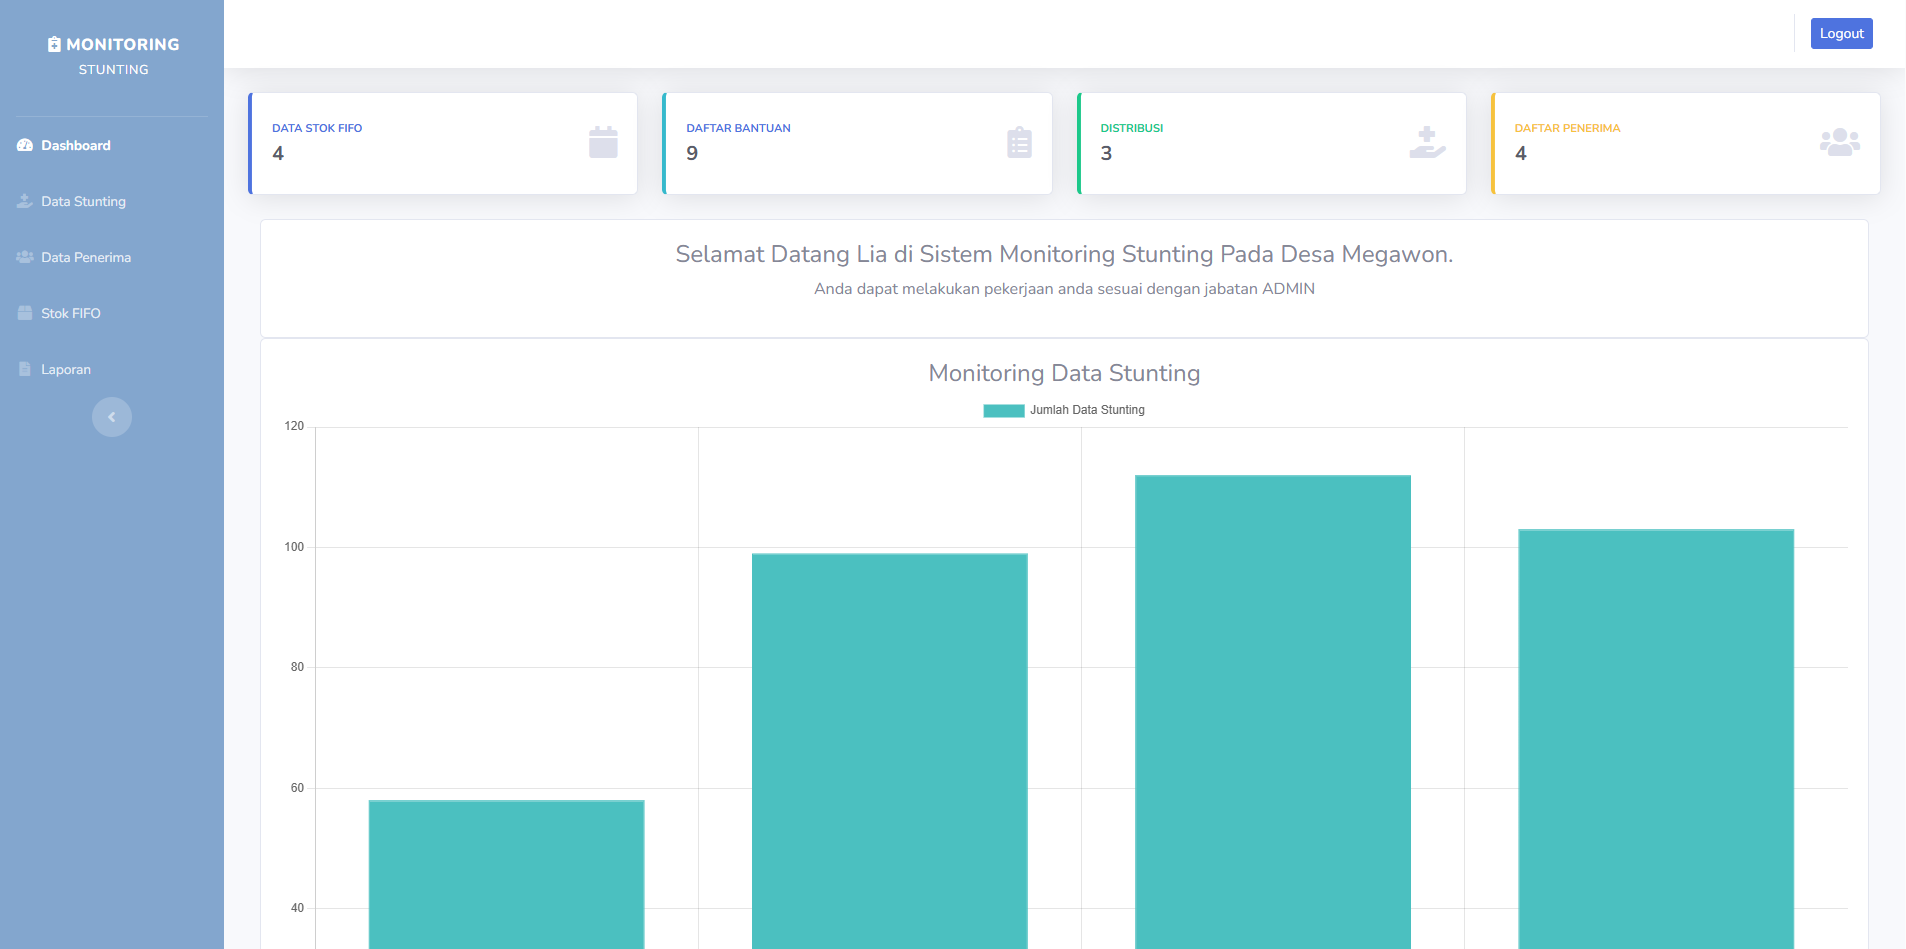 MONITORING
STUNTING
Dashboard
Data Stunting
Data Penerima
Stok FIFO
Laporan
Logout
DATA STOK FIFO
4
DAFTAR BANTUAN
9
DISTRIBUSI
3
DAFTAR PENERIMA
4
Selamat Datang Lia di Sistem Monitoring Stunting Pada Desa Megawon.
Anda dapat melakukan pekerjaan anda sesuai dengan jabatan ADMIN
Monitoring Data Stunting
Jumlah Data Stunting
120
100
80
60
40